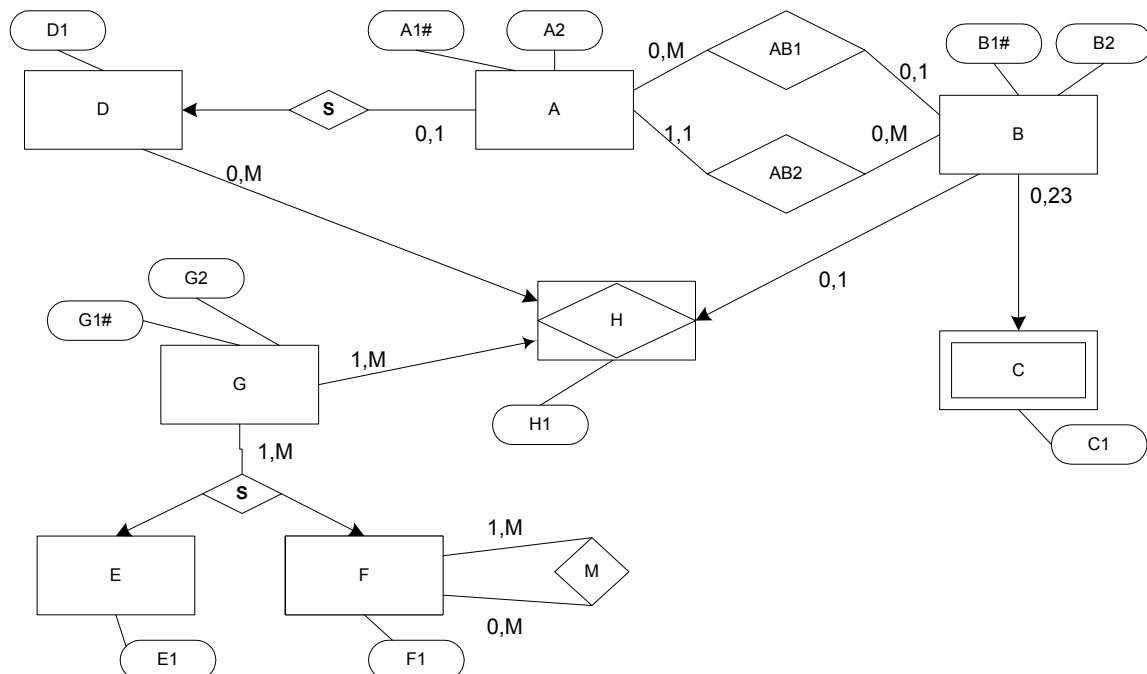 D1
A1#
A2
B1#
B2
D
S
A
0,1
0,M
AB1
0,1
1,1
AB2
0,M
B
0,M
0,23
0,1
G2
G1#
H
G
1,M
C
H1
C1
1,M
S
E
F
1,M
M
0,M
E1
F1